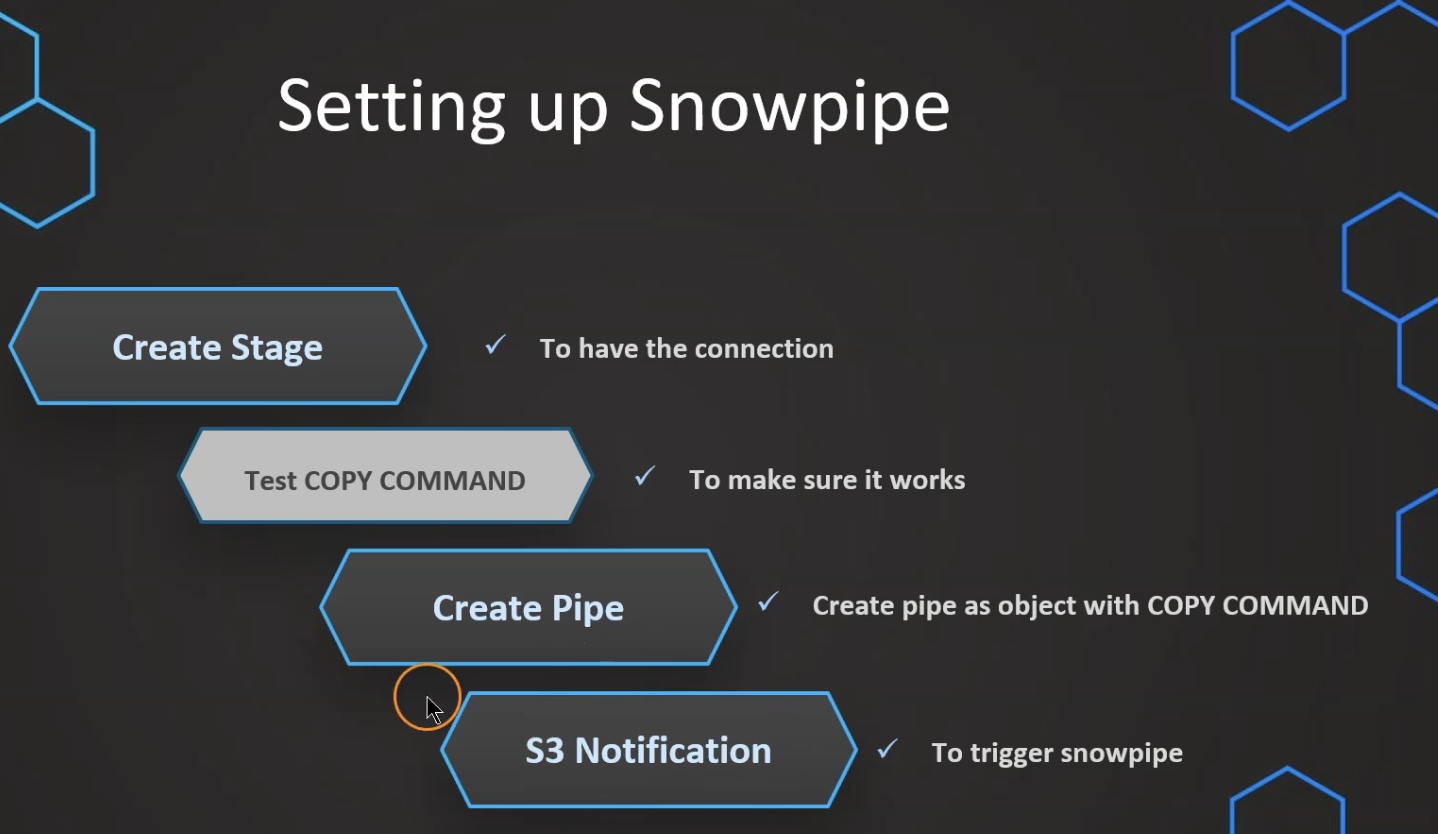 Setting up Snowpipe
Create Stage
✓ To have the connection
Test COPY COMMAND
✓ To make sure it works
Create Pipe
✓ Create pipe as object with COPY COMMAND
S3 Notification
✓ To trigger snowpipe